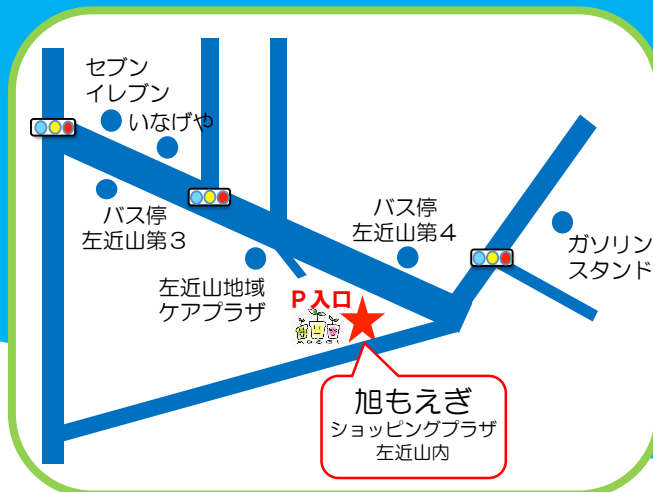 セブン
イレブン
いなげや
バス停
左近山第３
バス停
左近山第４
ガソリン
スタンド
左近山地域
ケアプラザ
Ｐ入口
旭もえぎ
ショッピングプラザ
左近山内